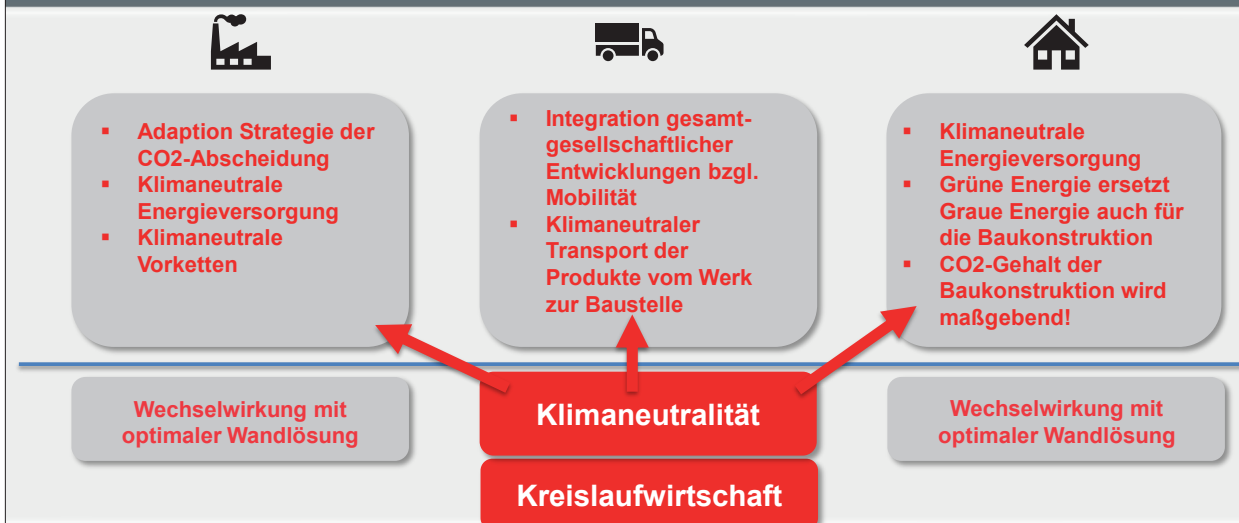 ▪ Adaption Strategie der
CO2-Abscheidung
▪ Klimaneutrale
Energieversorgung
▪ Klimaneutrale
Vorketten
▪ Integration gesamt-
gesellschaftlicher
Entwicklungen bzgl.
Mobilität
▪ Klimaneutraler
Transport der
Produkte vom Werk
zur Baustelle
▪ Klimaneutrale
Energieversorgung
▪ Grüne Energie ersetzt
Graue Energie auch für
die Baukonstruktion
▪ CO2-Gehalt der
Baukonstruktion wird
maßgebend!
Wechselwirkung mit
optimaler Wandlösung
Klimaneutralität
Wechselwirkung mit
optimaler Wandlösung
Kreislaufwirtschaft